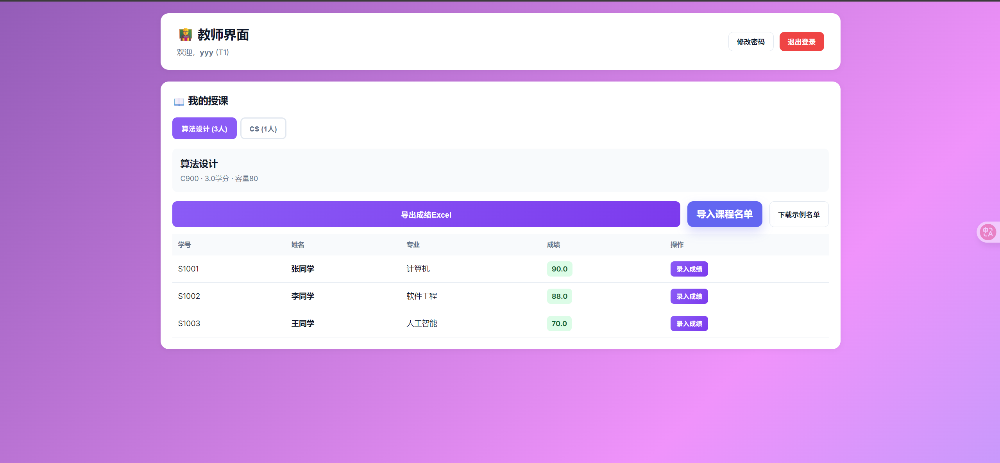 教师界面
欢迎，yyy (T1)
修改密码
退出登录
我的授课
算法设计 (3人)
CS (1人)
算法设计
C900 · 3.0学分 · 容量80
导出成绩Excel
导入课程名单
下载示例名单
学号 姓名 专业 成绩 操作
S1001 张同学 计算机 90.0 录入成绩
S1002 李同学 软件工程 88.0 录入成绩
S1003 王同学 人工智能 70.0 录入成绩
中A